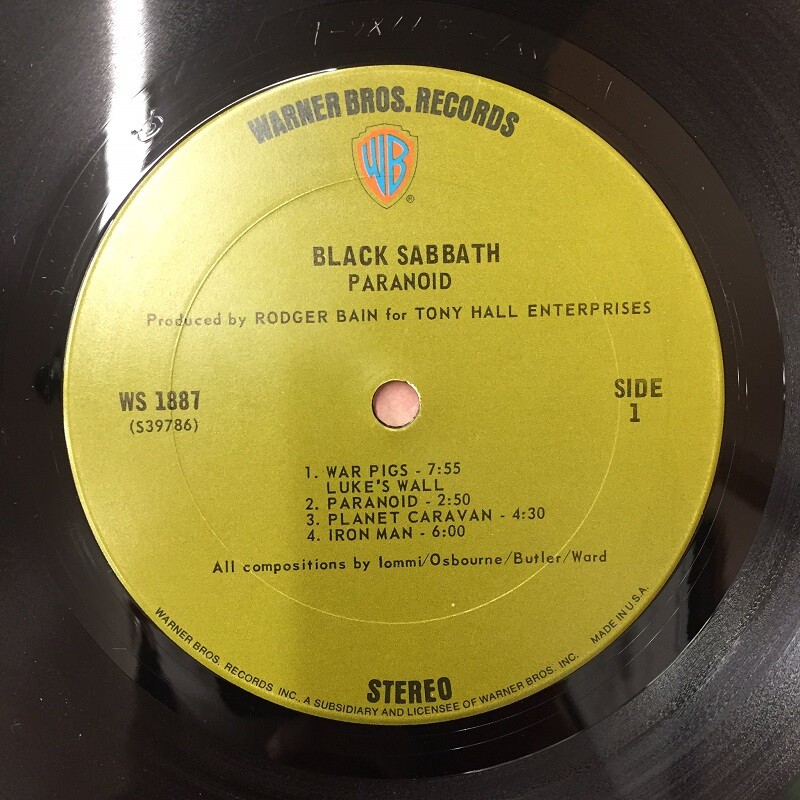 WARNER BROS. RECORDS
WB
®
BLACK SABBATH
PARANOID
Produced by RODGER BAIN for TONY HALL ENTERPRISES
WS 1887
(S39786)
SIDE
1
1. WAR PIGS - 7:55
LUKE'S WALL
2. PARANOID - 2:50
3. PLANET CARAVAN - 4:30
4. IRON MAN - 6:00
All compositions by Iommi/Osbourne/Butler/Ward
STEREO
WARNER BROS. RECORDS INC., A SUBSIDIARY AND LICENSEE OF WARNER BROS. INC. MADE IN U.S.A.